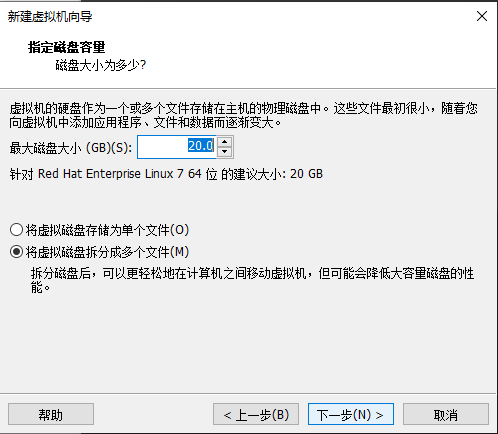 新建虚拟机向导
指定磁盘容量
磁盘大小为多少?
虚拟机的硬盘作为一个或多个文件存储在主机的物理磁盘中。这些文件最初很小，随着您
向虚拟机中添加应用程序、文件和数据而逐渐变大。
最大磁盘大小 (GB)(S): 20.0
针对 Red Hat Enterprise Linux 7 64 位 的建议大小: 20 GB
将虚拟磁盘存储为单个文件(O)
将虚拟磁盘拆分成多个文件(M)
拆分磁盘后，可以更轻松地在计算机之间移动虚拟机，但可能会降低大容量磁盘的性
能。
帮助 < 上一步(B) 下一步(N) > 取消